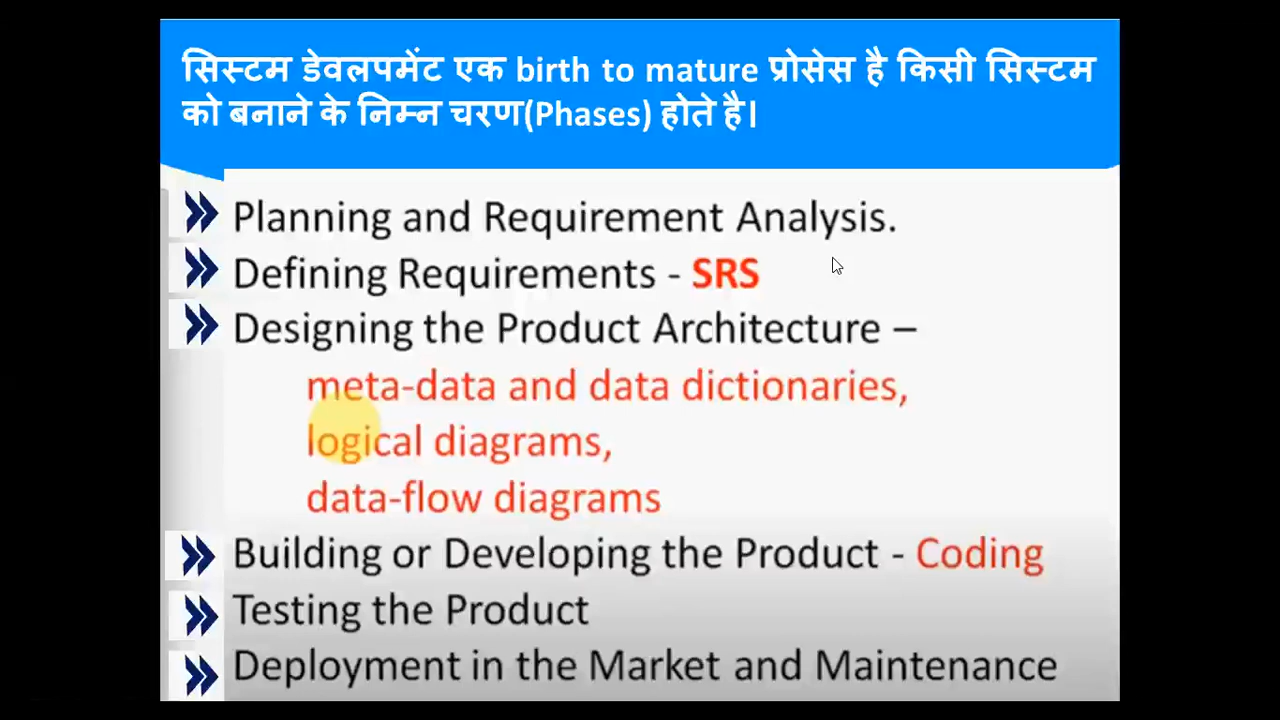 सिस्टम डेवलपमेंट एक birth to mature प्रोसेस है किसी सिस्टम
को बनाने के निम्न चरण(Phases) होते है।
Planning and Requirement Analysis.
Defining Requirements - SRS
Designing the Product Architecture –
meta-data and data dictionaries,
logical diagrams,
data-flow diagrams
Building or Developing the Product - Coding
Testing the Product
Deployment in the Market and Maintenance